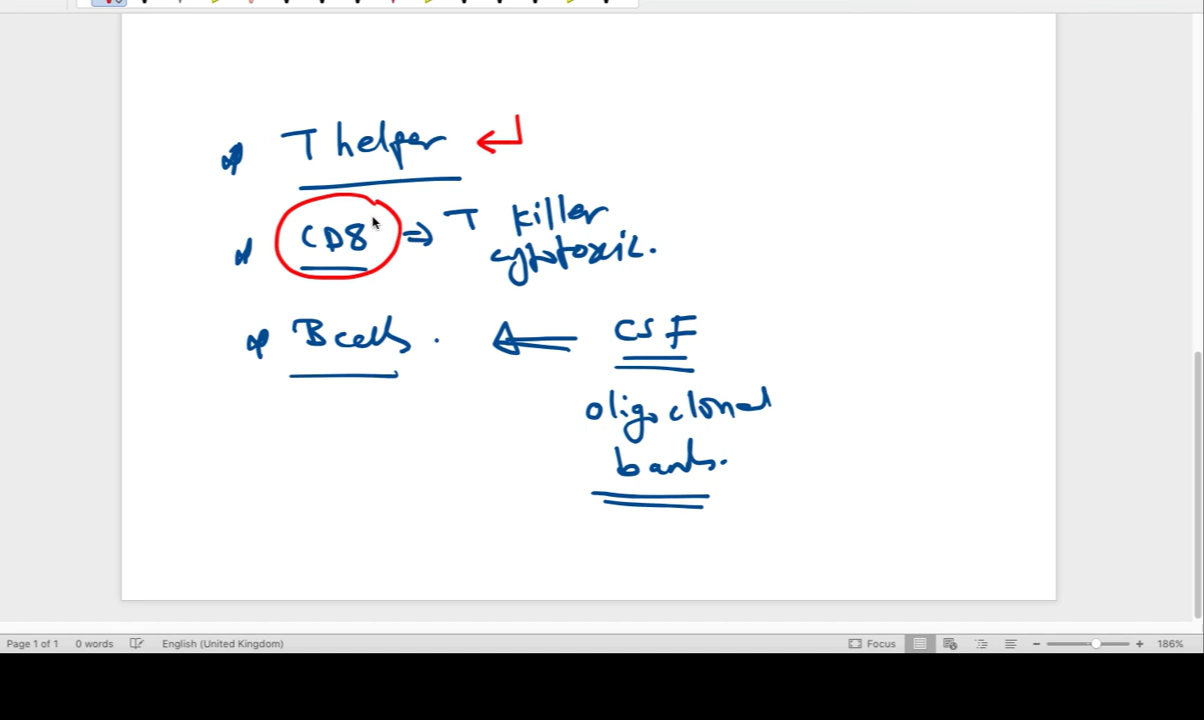 T helper
CD8 ⇒ T killer
cytotoxic.
B cells. ⇐ CSF
oligoclonal
bands.
Page 1 of 1 0 words English (United Kingdom) Focus 186%